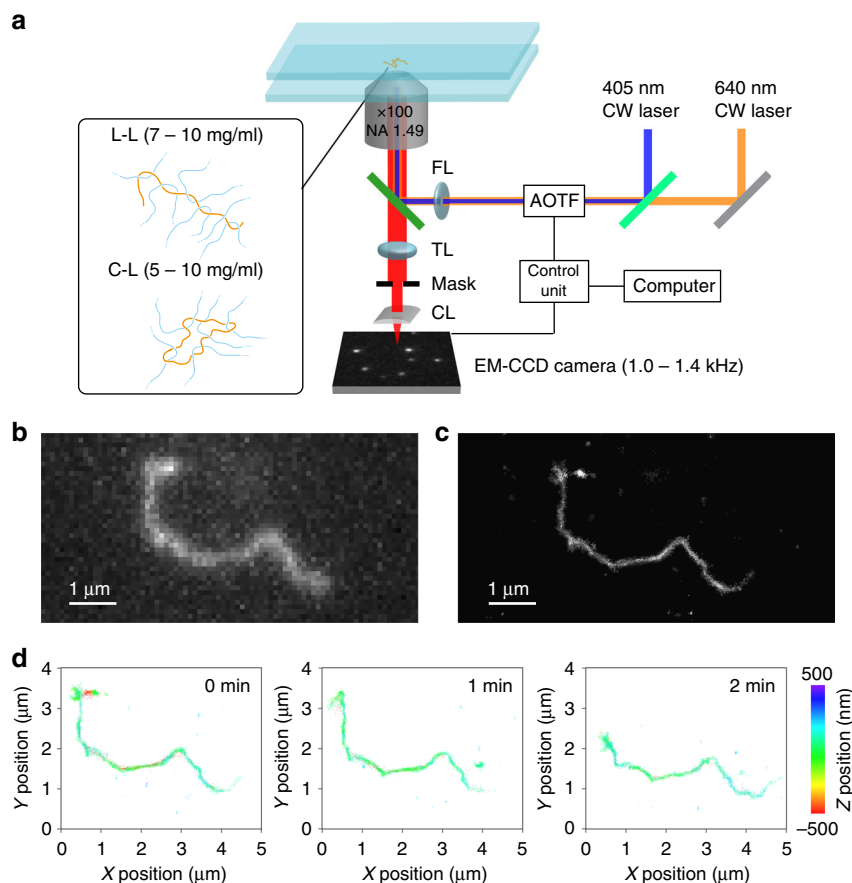 a
405 nm
CW laser
640 nm
CW laser
×100
NA 1.49
L-L (7 – 10 mg/ml)
FL
AOTF
TL
C-L (5 – 10 mg/ml)
Mask
Control
unit
Computer
CL
EM-CCD camera (1.0 – 1.4 kHz)
b
1 µm
c
1 µm
d
Y position (µm)
4
3
2
1
0
0 min
0 1 2 3 4 5
X position (µm)
Y position (µm)
4
3
2
1
0
1 min
0 1 2 3 4 5
X position (µm)
Y position (µm)
4
3
2
1
0
2 min
0 1 2 3 4 5
X position (µm)
500
Z position (nm)
–500